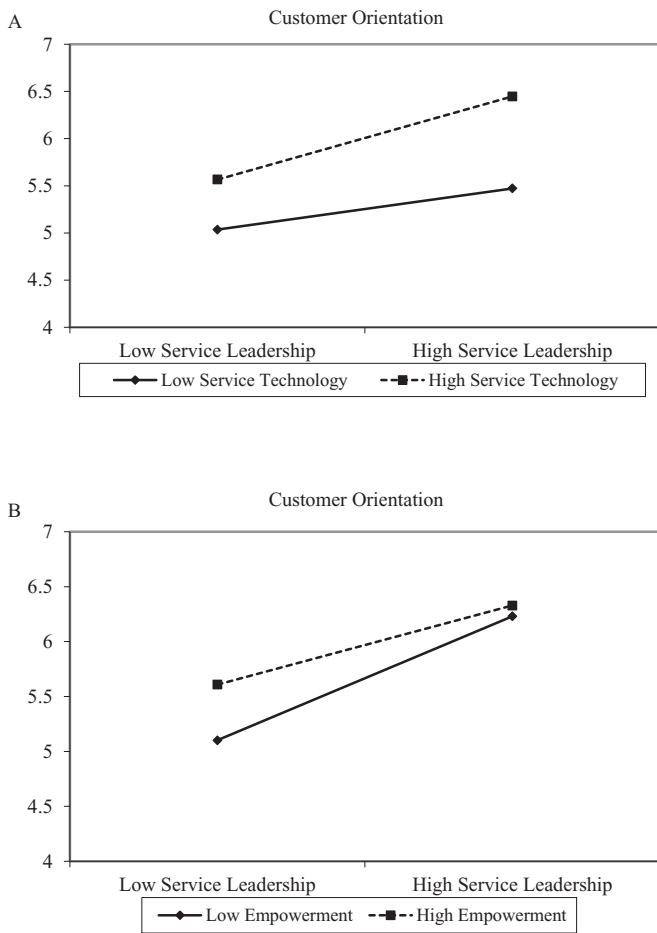 A
Customer Orientation
7
6.5
6
5.5
5
4.5
4
Low Service Leadership High Service Leadership
Low Service Technology High Service Technology
B
Customer Orientation
7
6.5
6
5.5
5
4.5
4
Low Service Leadership High Service Leadership
Low Empowerment High Empowerment